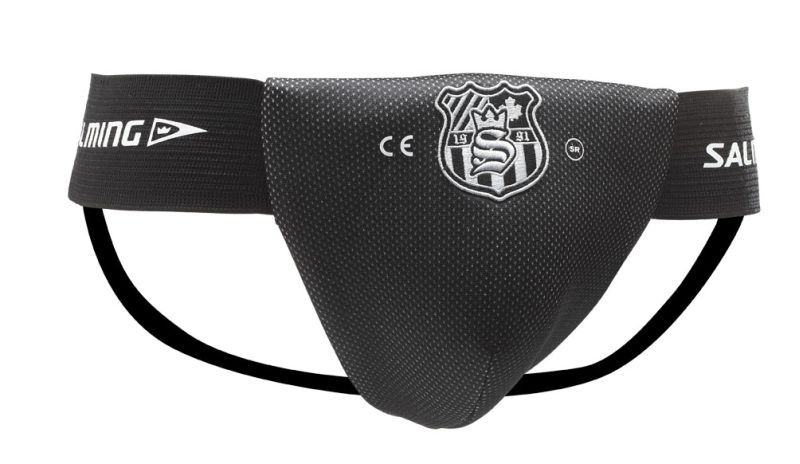 LMING
CE
19 S 91
SR
SAL